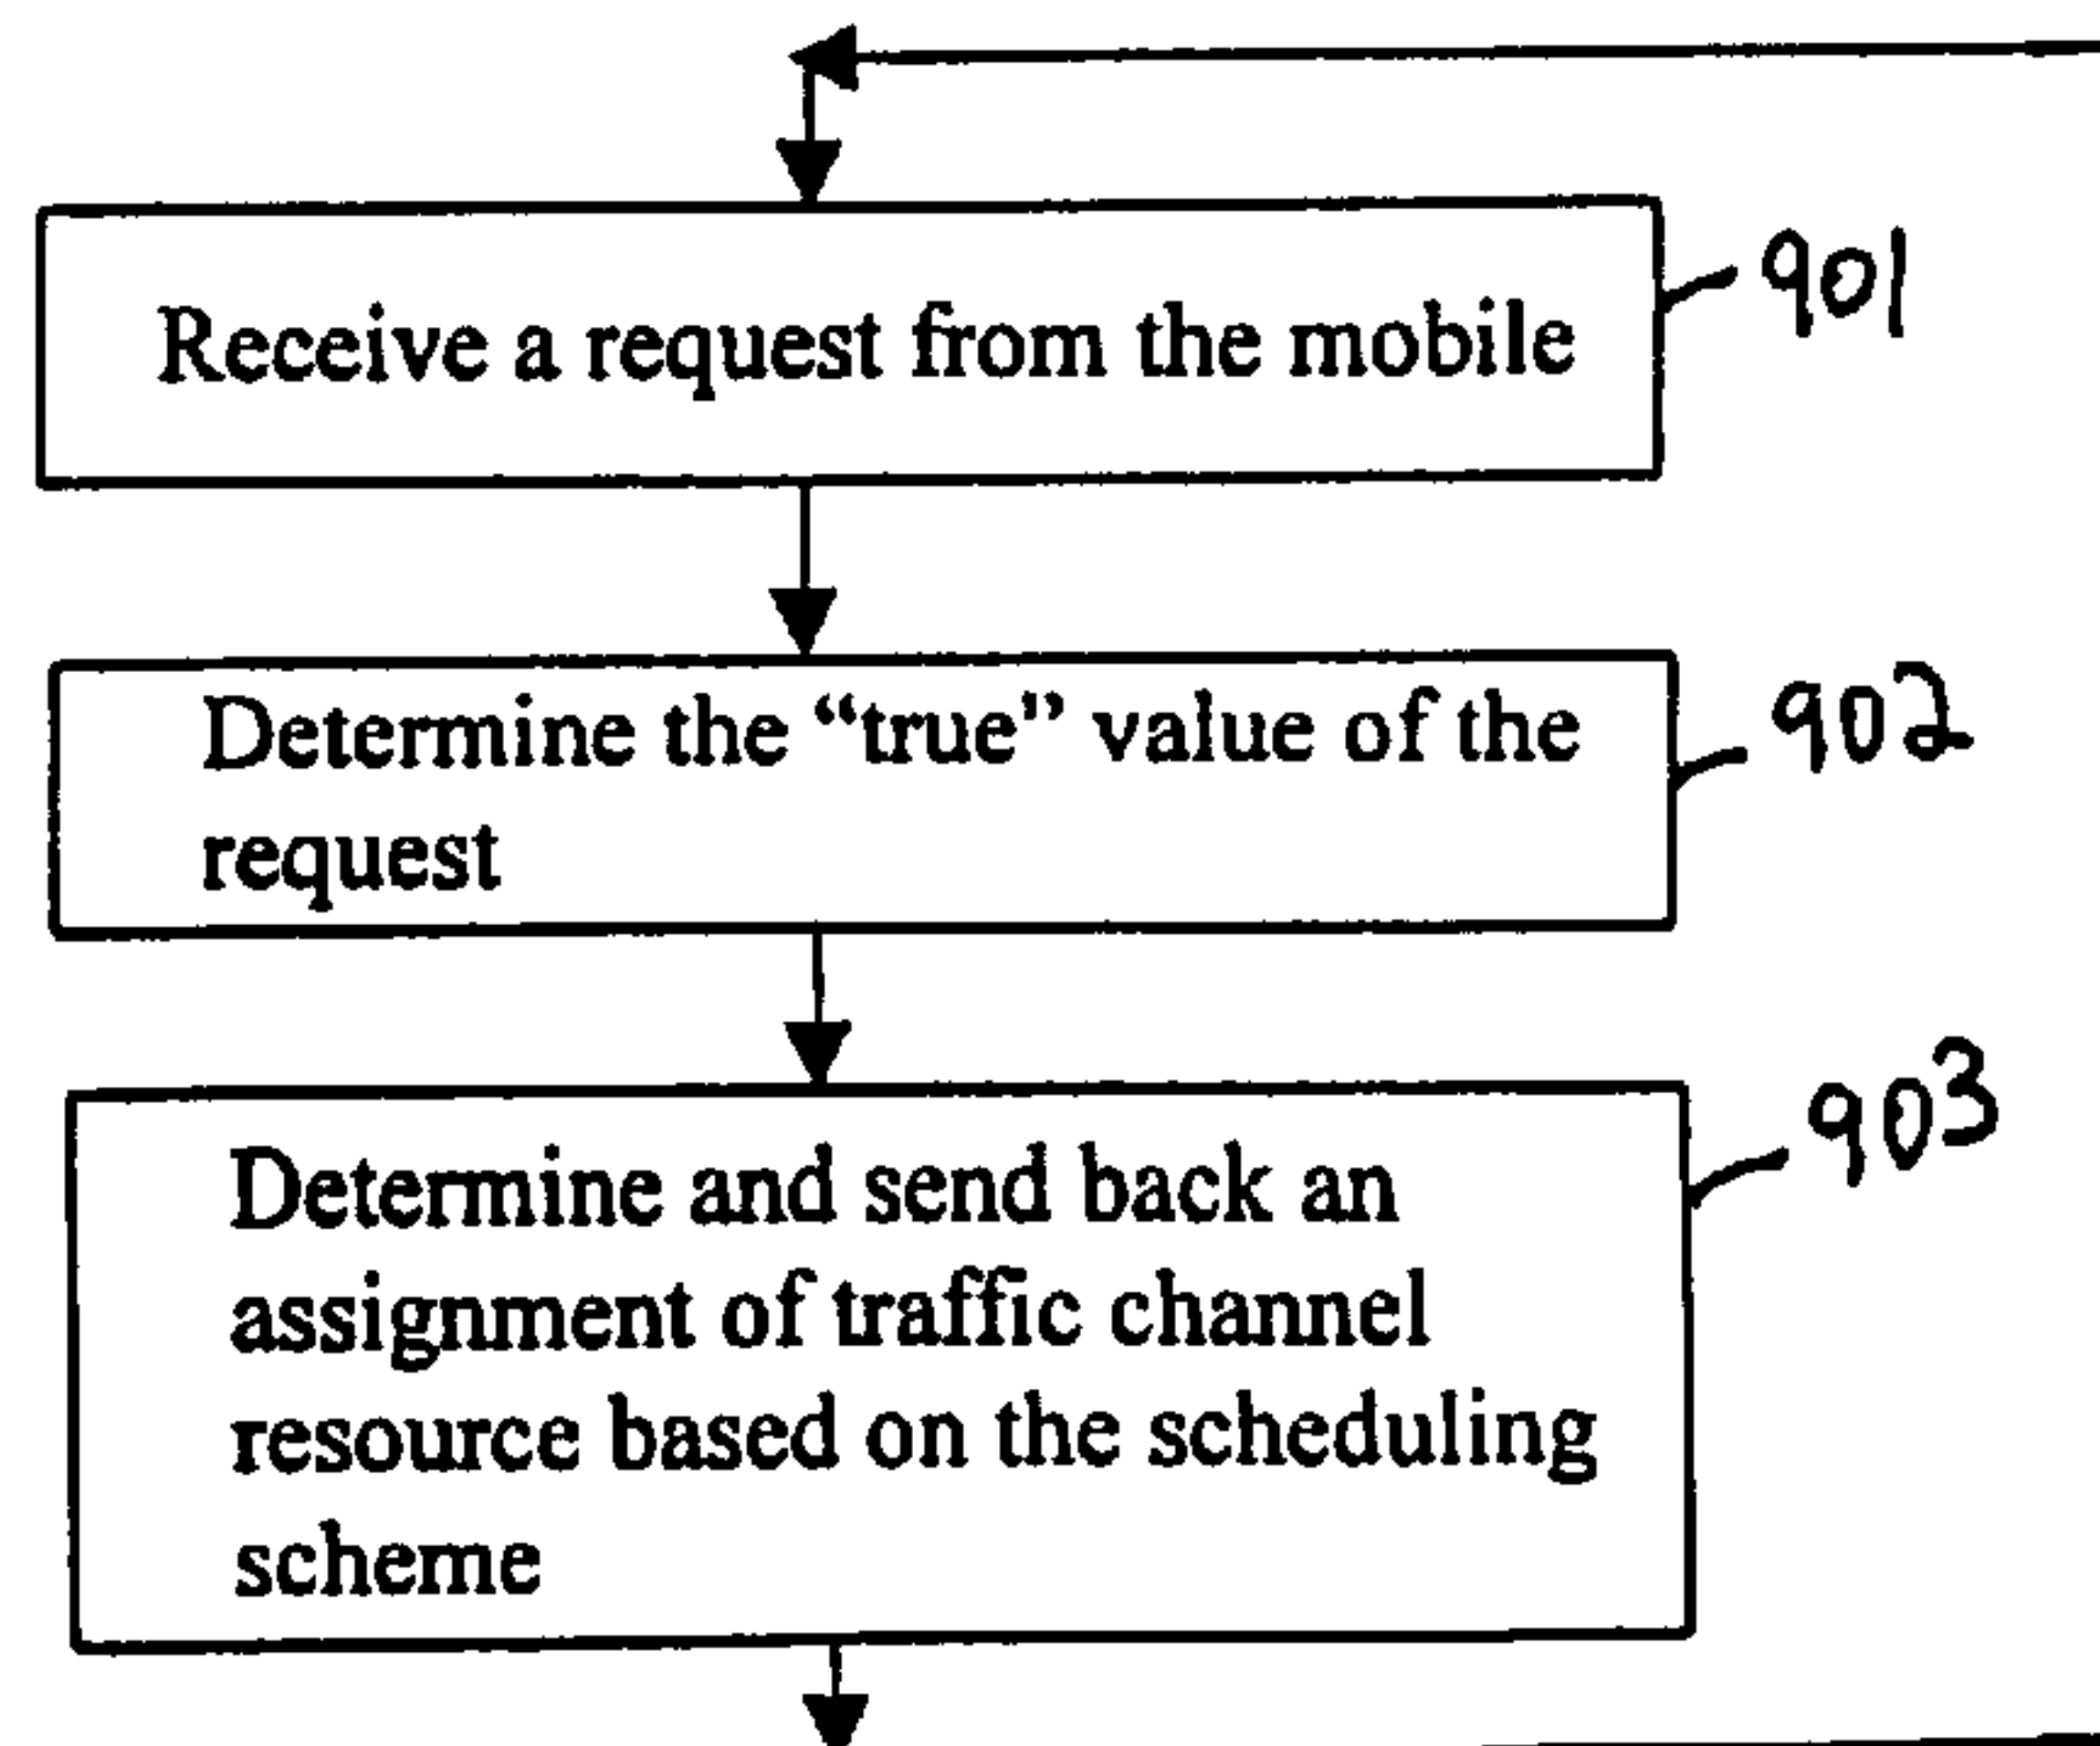 Receive a request from the mobile
901
Determine the “true” value of the
request
902
Determine and send back an
assignment of traffic channel
resource based on the scheduling
scheme
903